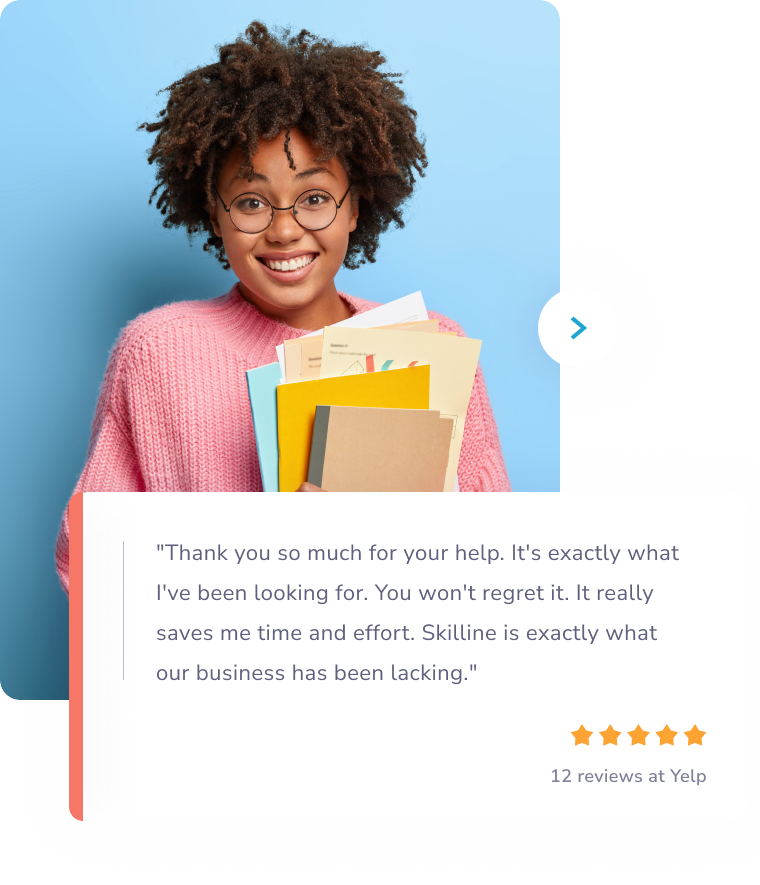 "Thank you so much for your help. It's exactly what
I've been looking for. You won't regret it. It really
saves me time and effort. Skilline is exactly what
our business has been lacking."
12 reviews at Yelp